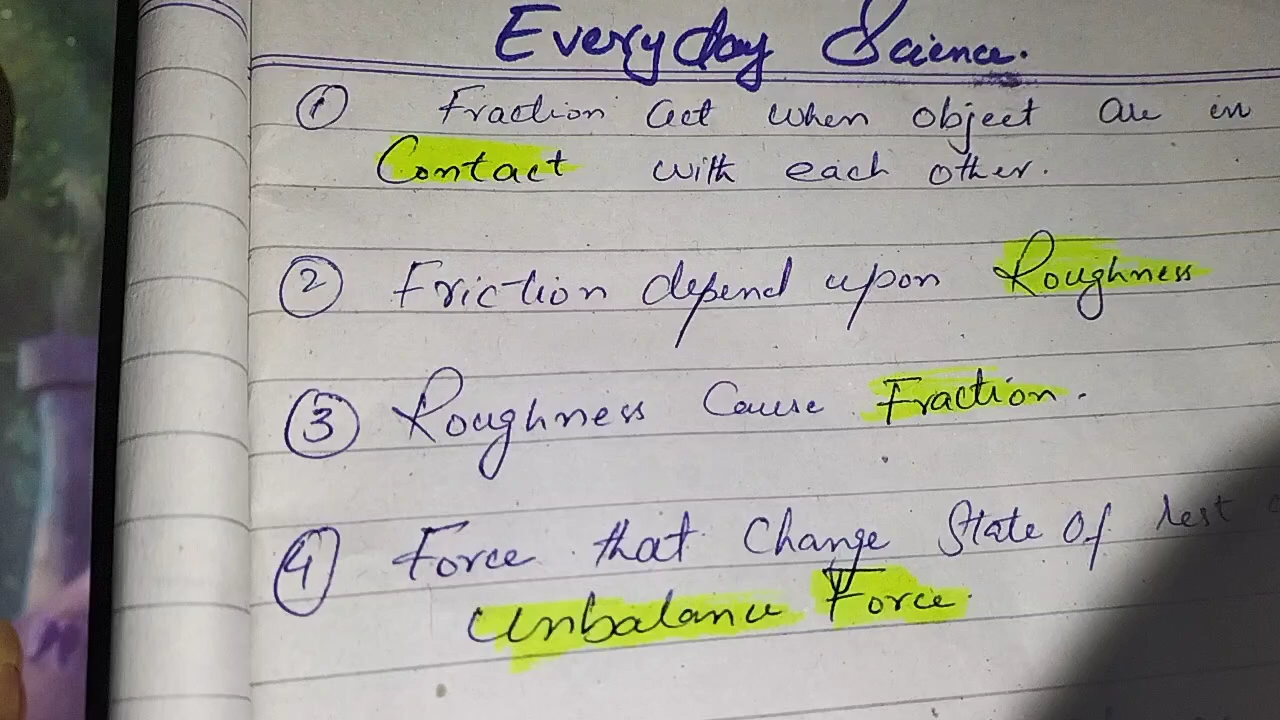 Everyday Science.
① Fraction act when object are in
Contact with each other.
② Friction depend upon Roughness
③ Roughness Cause Fraction.
④ Force that Change State Of rest
Unbalance Force.